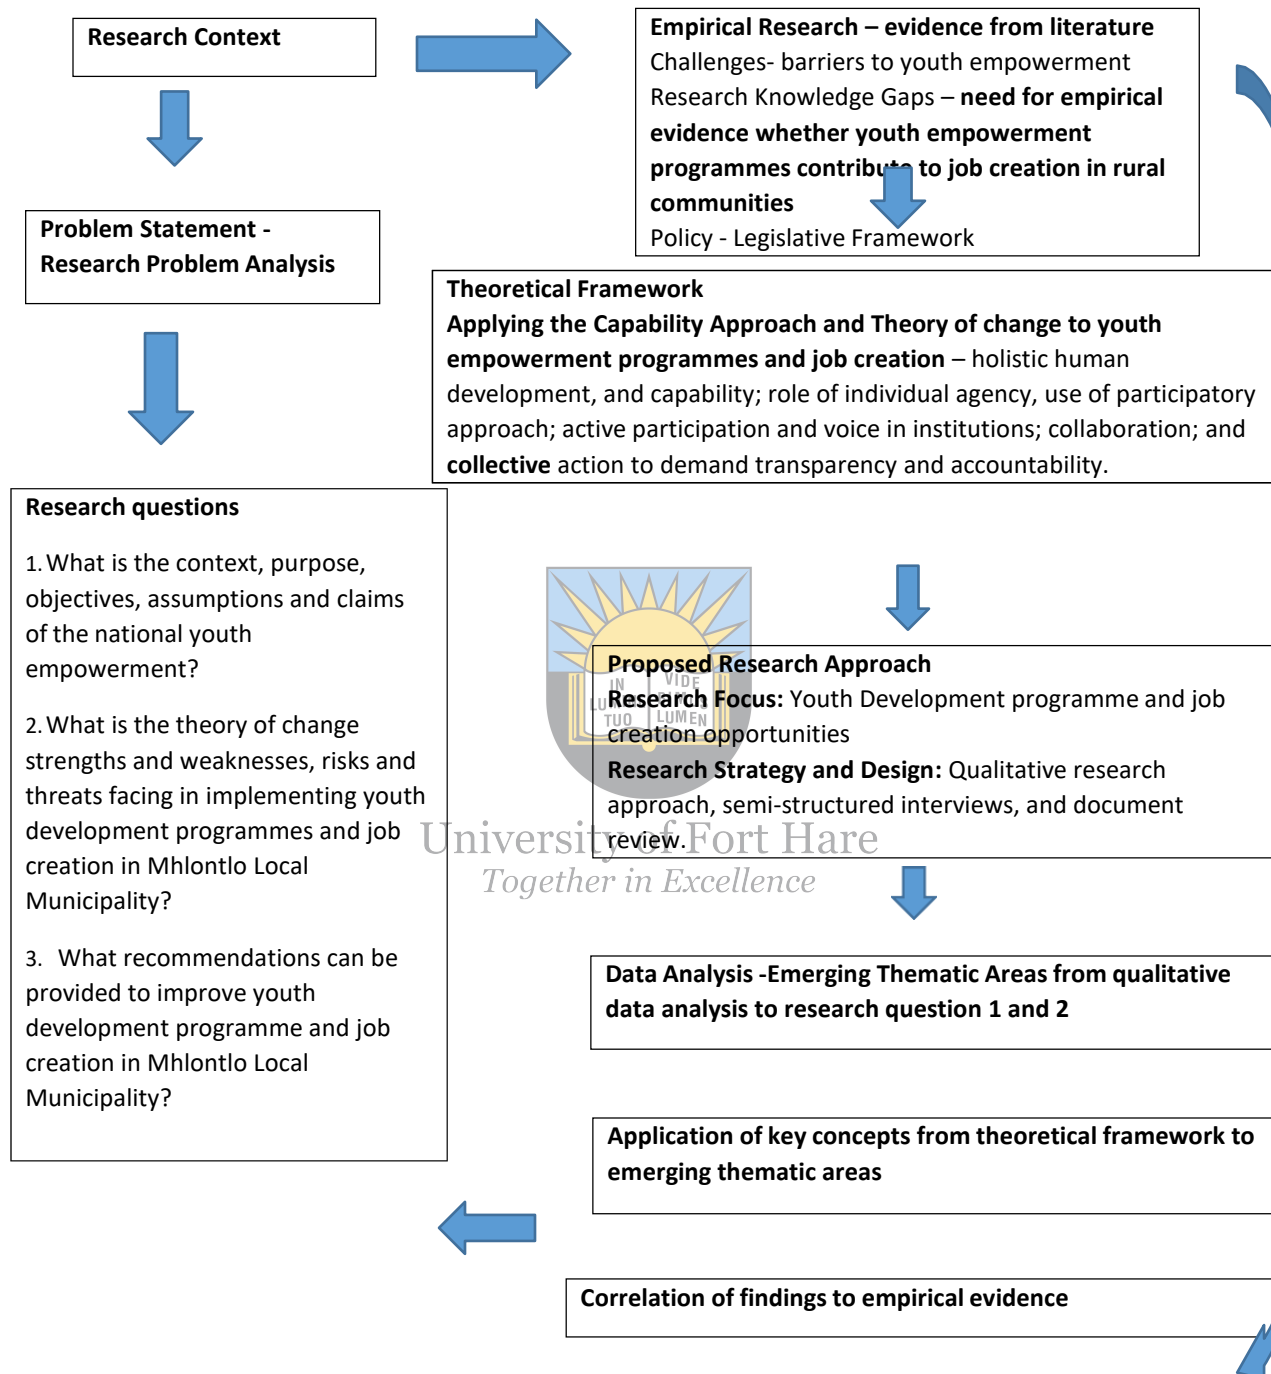 Research Context
Problem Statement -
Research Problem Analysis
Research questions
1. What is the context, purpose,
objectives, assumptions and claims
of the national youth
empowerment?
2. What is the theory of change
strengths and weaknesses, risks and
threats facing in implementing youth
development programmes and job
creation in Mhlontlo Local
Municipality?
3. What recommendations can be
provided to improve youth
development programme and job
creation in Mhlontlo Local
Municipality?
Empirical Research – evidence from literature
Challenges- barriers to youth empowerment
Research Knowledge Gaps – need for empirical
evidence whether youth empowerment
programmes contribute to job creation in rural
communities
Policy - Legislative Framework
Theoretical Framework
Applying the Capability Approach and Theory of change to youth
empowerment programmes and job creation – holistic human
development, and capability; role of individual agency, use of participatory
approach; active participation and voice in institutions; collaboration; and
collective action to demand transparency and accountability.
Proposed Research Approach
Research Focus: Youth Development programme and job
creation opportunities
Research Strategy and Design: Qualitative research
approach, semi-structured interviews, and document
review.
IN
TUO
VIDE
LUMEN
University of Fort Hare
Together in Excellence
Data Analysis -Emerging Thematic Areas from qualitative
data analysis to research question 1 and 2
Application of key concepts from theoretical framework to
emerging thematic areas
Correlation of findings to empirical evidence